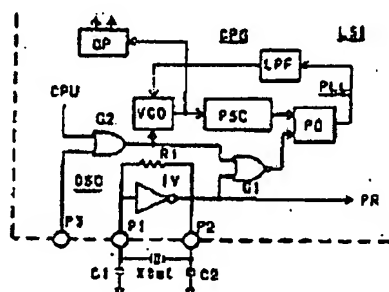 CPG
LSI
DP
LPF
PLL
CPU
VCO
PSC
PD
G2
R1
G1
OSC
IV
PR
P3
P1
P2
C1
Xtal
C2